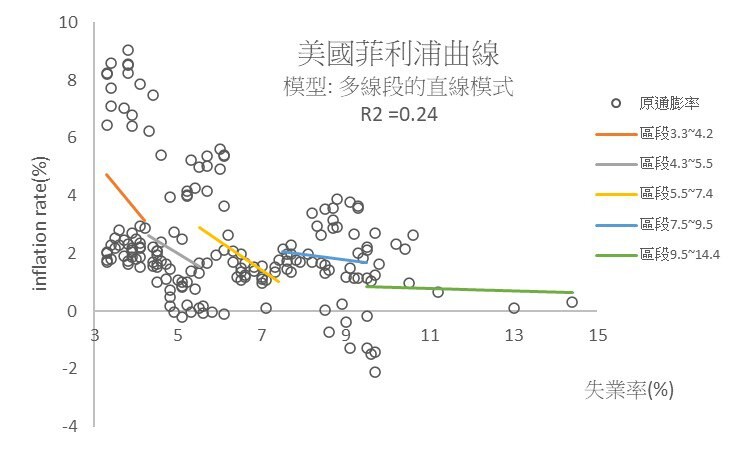 美國菲利浦曲線
模型: 多線段的直線模式
R2 =0.24
inflation rate(%)
10
8
6
4
2
0
-2
-4
3
5
7
9
11
13
15
失業率(%)
原通膨率
區段3.3~4.2
區段4.3~5.5
區段5.5~7.4
區段7.5~9.5
區段9.5~14.4